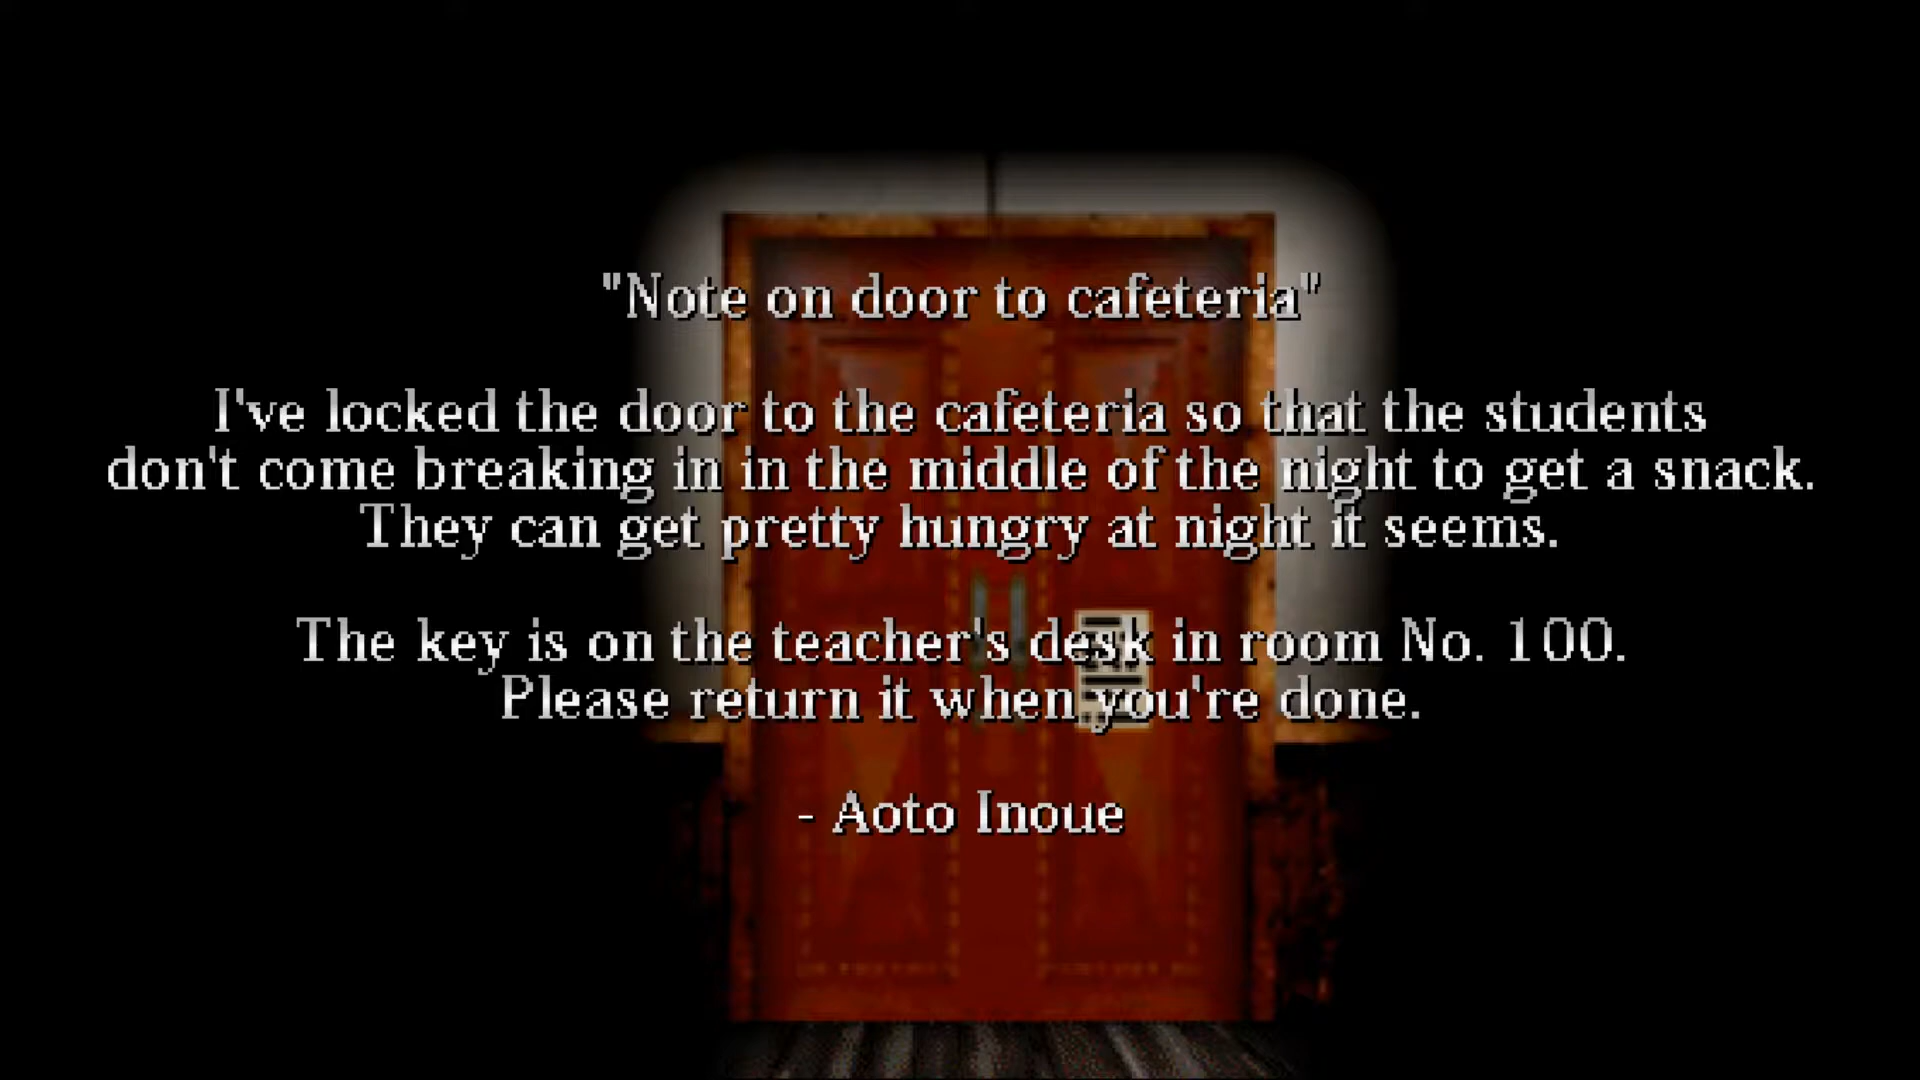 "Note on door to cafeteria"
I've locked the door to the cafeteria so that the students
don't come breaking in in the middle of the night to get a snack.
They can get pretty hungry at night it seems.
The key is on the teacher's desk in room No. 100.
Please return it when you're done.
- Aoto Inoue